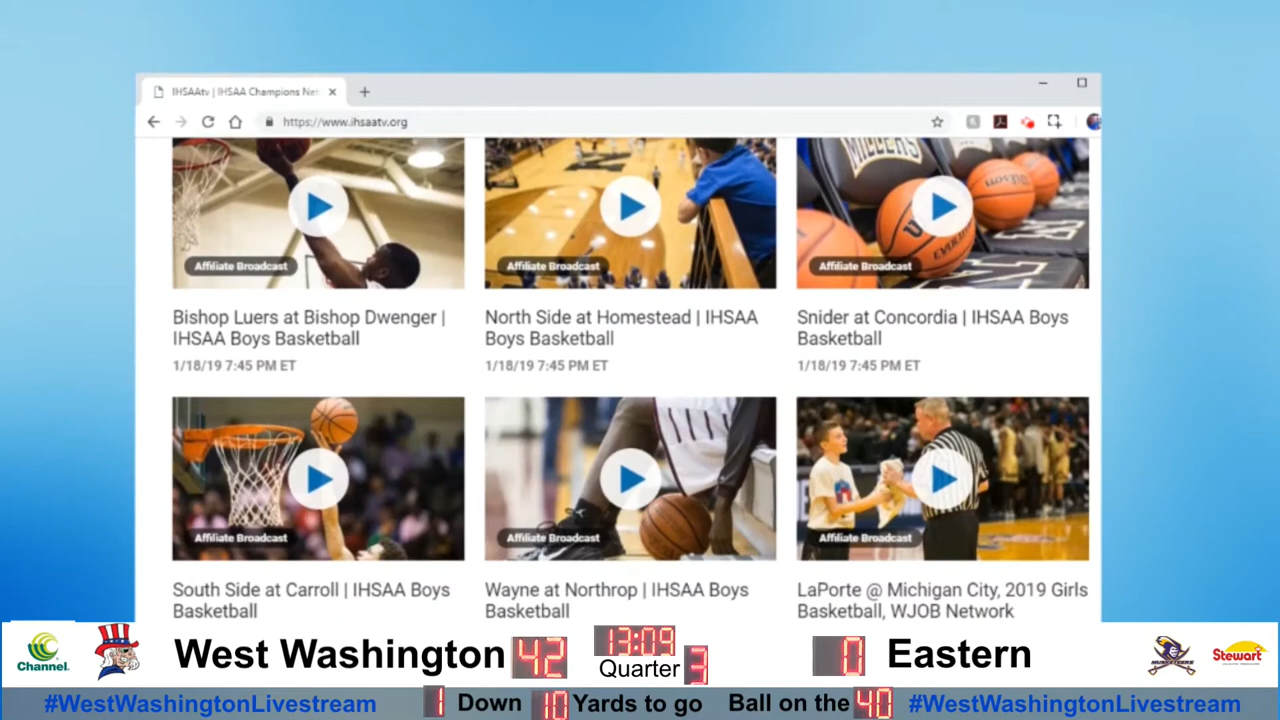 IHSAAtv | IHSAA Champions Net
https://www.ihsaatv.org
MILLERS
Wilson
EVOLUTION
Affiliate Broadcast
Affiliate Broadcast
Affiliate Broadcast
Bishop Luers at Bishop Dwenger |
IHSAA Boys Basketball
1/18/19 7:45 PM ET
North Side at Homestead | IHSAA
Boys Basketball
1/18/19 7:45 PM ET
Snider at Concordia | IHSAA Boys
Basketball
1/18/19 7:45 PM ET
Affiliate Broadcast
Affiliate Broadcast
Affiliate Broadcast
South Side at Carroll | IHSAA Boys
Basketball
Wayne at Northrop | IHSAA Boys
Basketball
LaPorte @ Michigan City, 2019 Girls
Basketball, WJOB Network
Channel.
West Washington 42
13:09
Quarter 3
0 Eastern
MUSKETEERS
Stewart
#WestWashingtonLivestream
1 Down 10 Yards to go Ball on the 40
#WestWashingtonLivestream